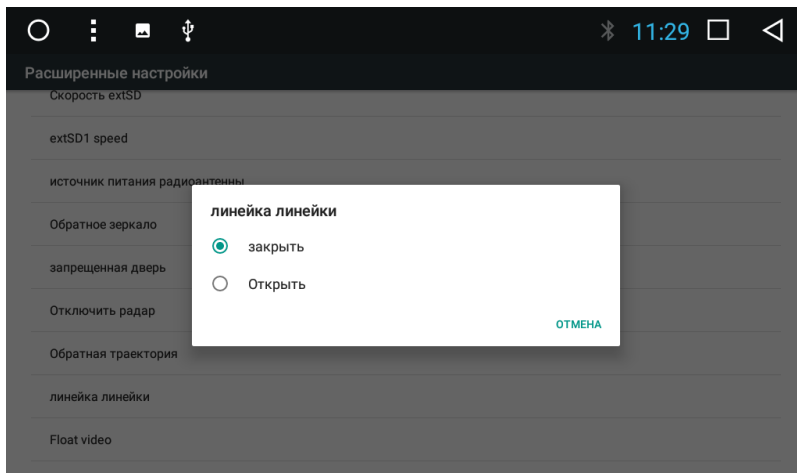 11:29
Расширенные настройки
Скорость extSD
extSD1 speed
источник питания радиоантенны
Обратное зеркало
запрещенная дверь
Отключить радар
Обратная траектория
линейка линейки
Float video
линейка линейки
закрыть
Открыть
ОТМЕНА